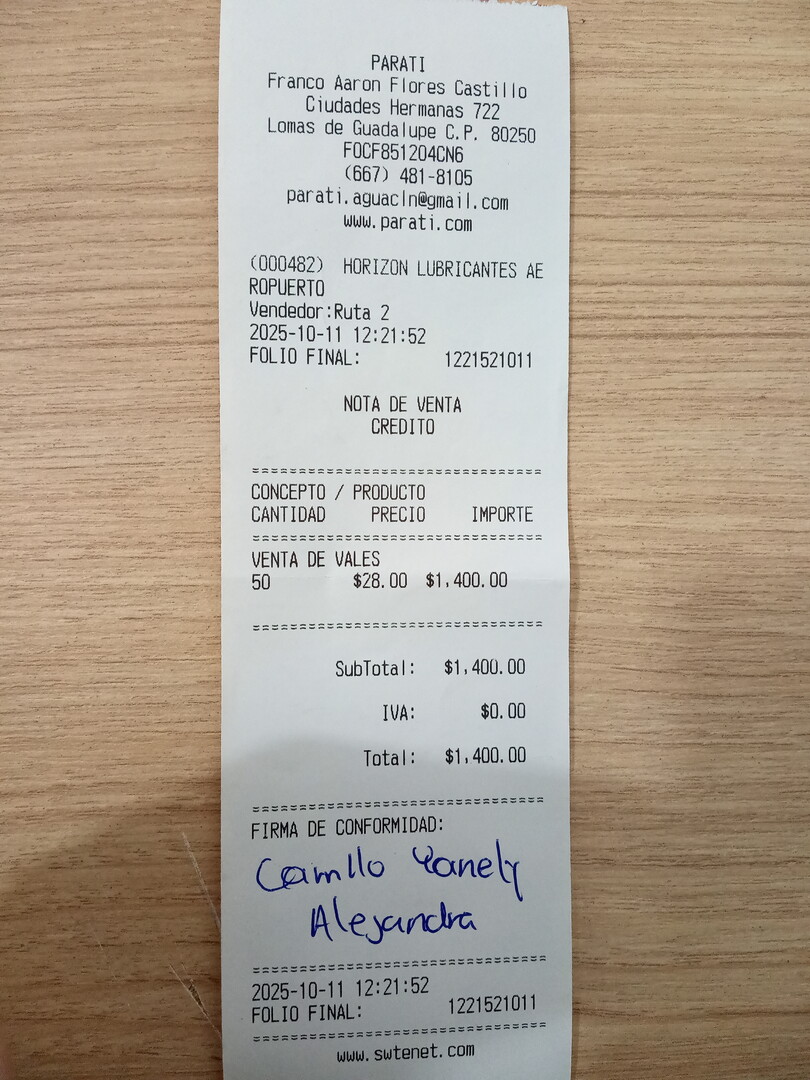 PARATI
Franco Aaron Flores Castillo
Ciudades Hermanas 722
Lomas de Guadalupe C.P. 80250
FOCF851204CN6
(667) 481-8105
parati.aguacln@gmail.com
www.parati.com
(000482) HORIZON LUBRICANTES AE
ROPUERTO
Vendedor:Ruta 2
2025-10-11 12:21:52
FOLIO FINAL: 1221521011
NOTA DE VENTA
CREDITO
===============================
CONCEPTO / PRODUCTO
CANTIDAD PRECIO IMPORTE
===============================
VENTA DE VALES
50 $28.00 $1,400.00
===============================
SubTotal: $1,400.00
IVA: $0.00
Total: $1,400.00
===============================
FIRMA DE CONFORMIDAD:
Camllo Yanely
Alejandra
===============================
2025-10-11 12:21:52
FOLIO FINAL: 1221521011
===============================
www.swtenet.com